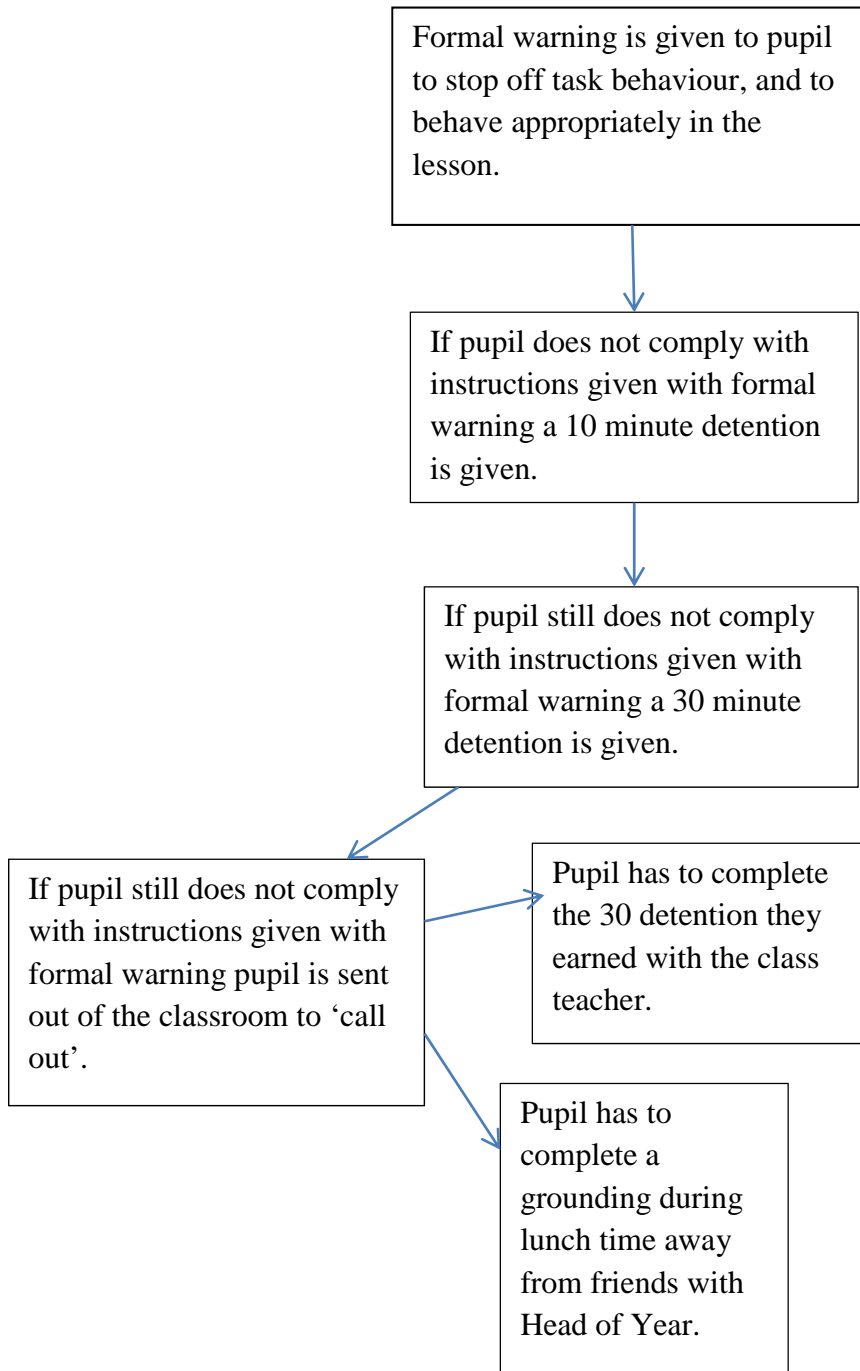 Formal warning is given to pupil
to stop off task behaviour, and to
behave appropriately in the
lesson.
If pupil does not comply with
instructions given with formal
warning a 10 minute detention
is given.
If pupil still does not comply
with instructions given with
formal warning a 30 minute
detention is given.
If pupil still does not comply
with instructions given with
formal warning pupil is sent
out of the classroom to ‘call
out’.
Pupil has to complete
the 30 detention they
earned with the class
teacher.
Pupil has to
complete a
grounding during
lunch time away
from friends with
Head of Year.